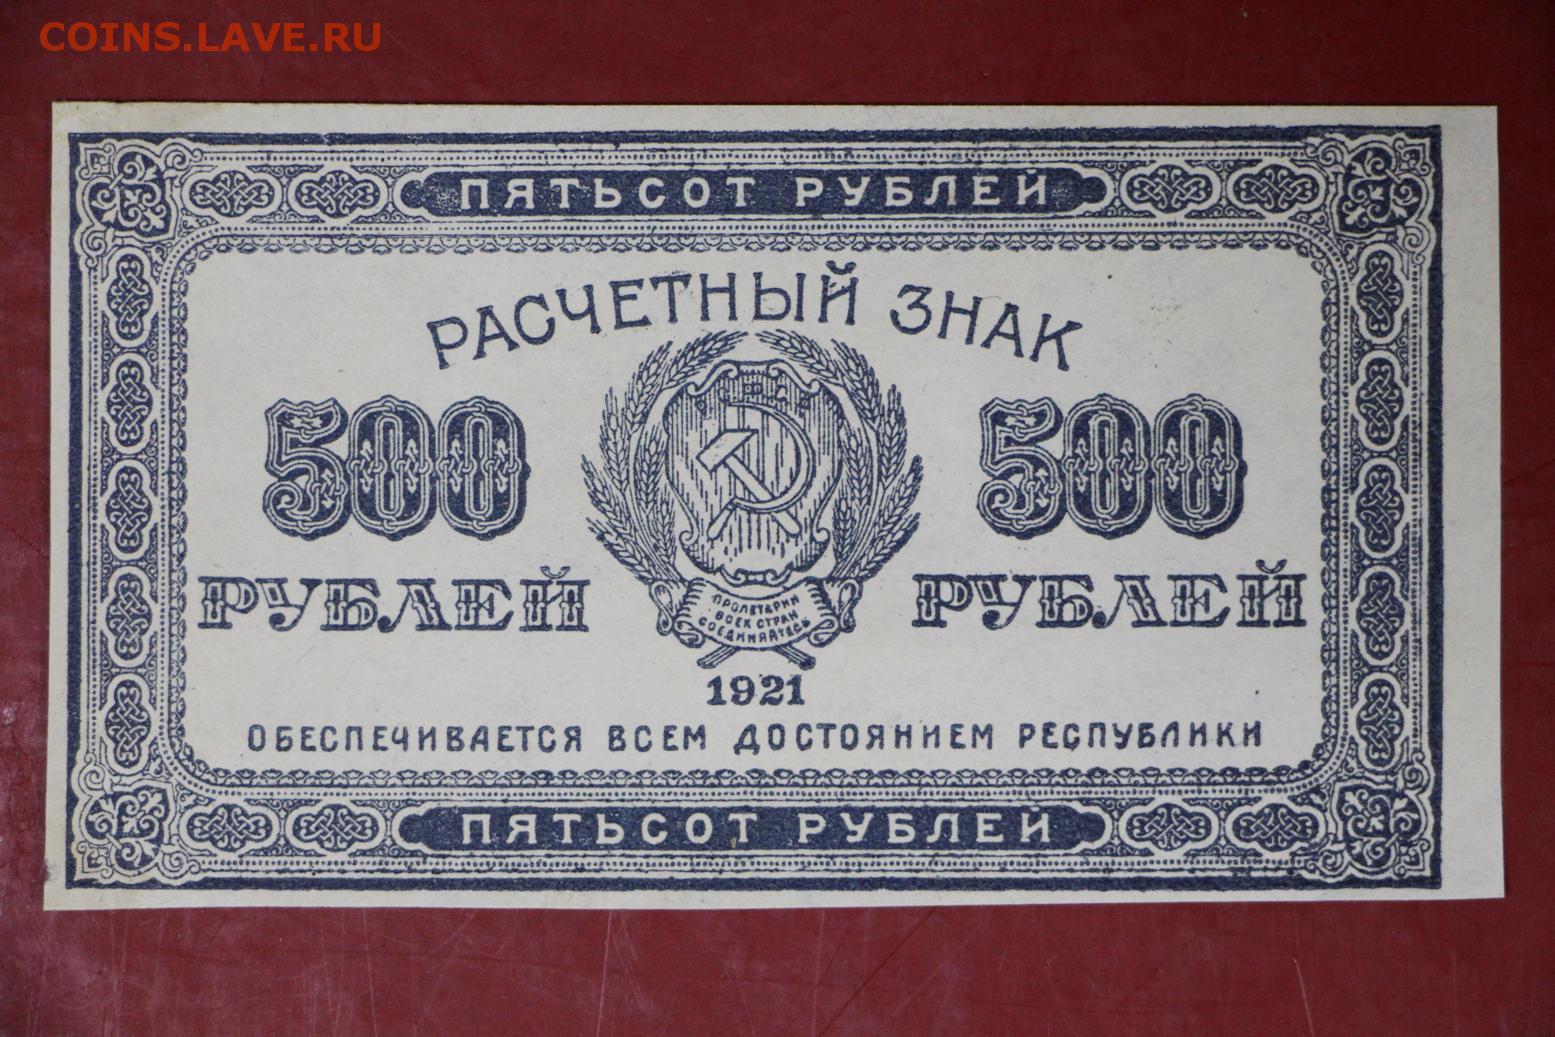 COINS.LAVE.RU
ПЯТЬСОТ РУБЛЕЙ
РАСЧЕТНЫЙ ЗНАК
500 500
РУБЛЕЙ РУБЛЕЙ
ПРОЛЕТАРИИ
ВСЕХ СТРАН
СОЕДИНЯЙТЕСЬ
1921
ОБЕСПЕЧИВАЕТСЯ ВСЕМ ДОСТОЯНИЕМ РЕСПУБЛИКИ
ПЯТЬСОТ РУБЛЕЙ